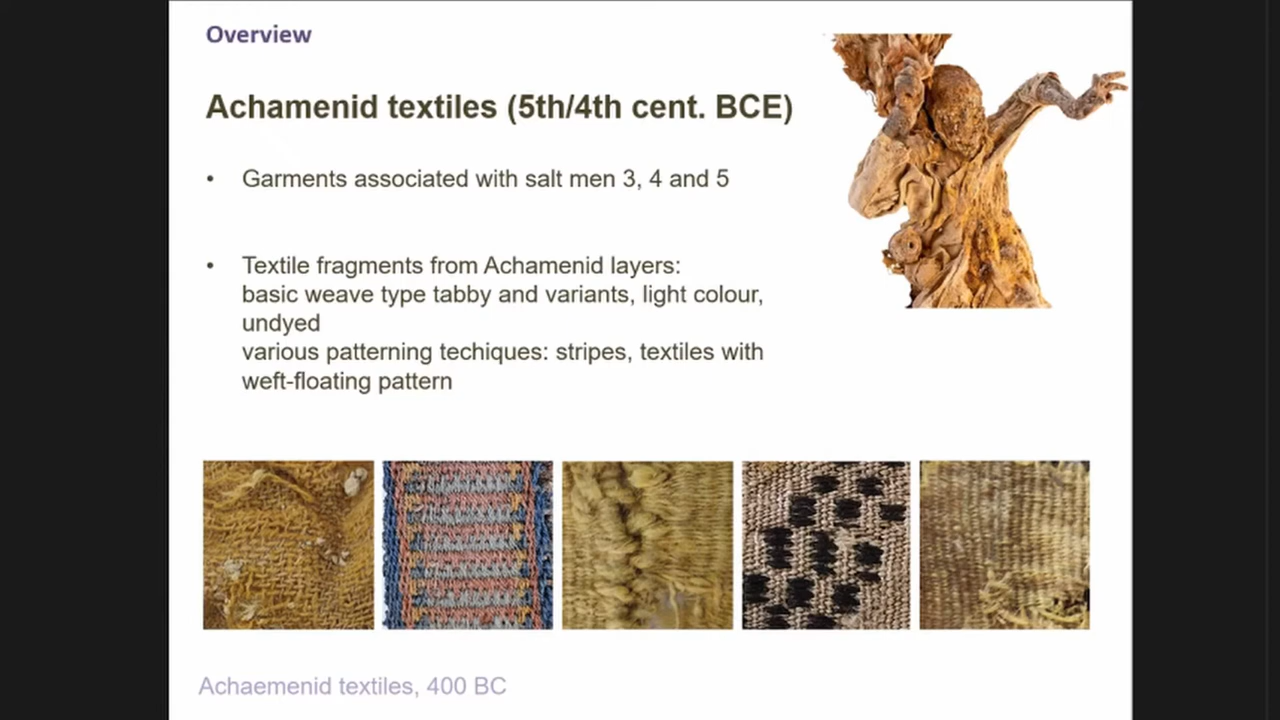 Overview
Achamenid textiles (5th/4th cent. BCE)
• Garments associated with salt men 3, 4 and 5
• Textile fragments from Achamenid layers:
basic weave type tabby and variants, light colour,
undyed
various patterning techiques: stripes, textiles with
weft-floating pattern
Achaemenid textiles, 400 BC